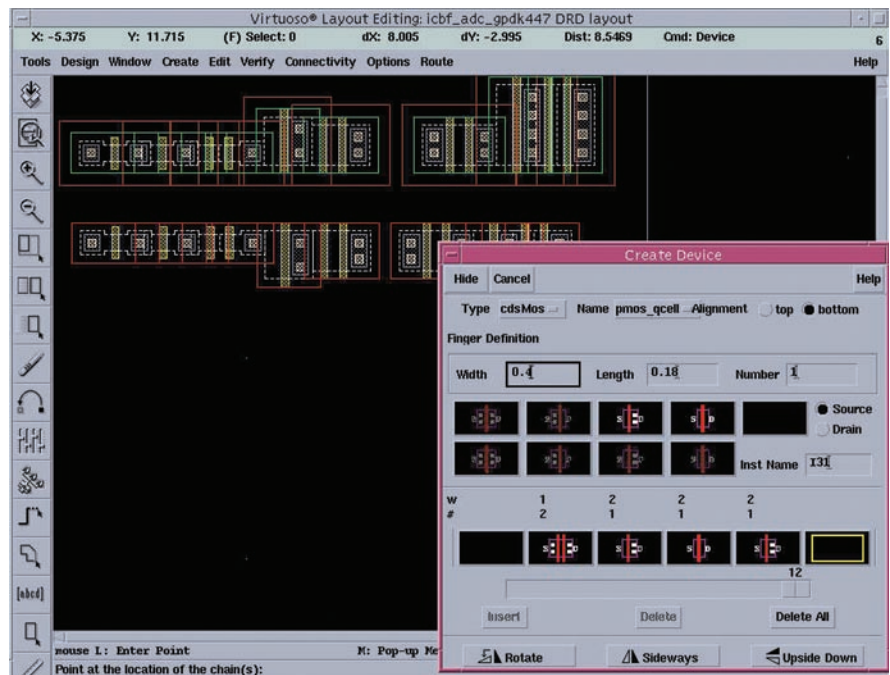 Virtuoso® Layout Editing: icbf_adc_gpdk447 DRD layout
X: -5.375 Y: 11.715 (F) Select: 0 dX: 8.005 dY: -2.995 Dist: 8.5469 Cmd: Device 6
Tools Design Window Create Edit Verify Connectivity Options Route Help
Create Device
Hide Cancel Help
Type cdsMos Name pmos_qcell Alignment top bottom
Finger Definition
Width 0.4 Length 0.18 Number 1
S D S D Source
Drain
Inst Name I31
w 1 2 2 2
# 2 1 1 1
S D S D S D S D
12
[abcd]
Insert Delete Delete All
Rotate Sideways Upside Down
mouse L: Enter Point M: Pop-up Me
Point at the location of the chain(s):